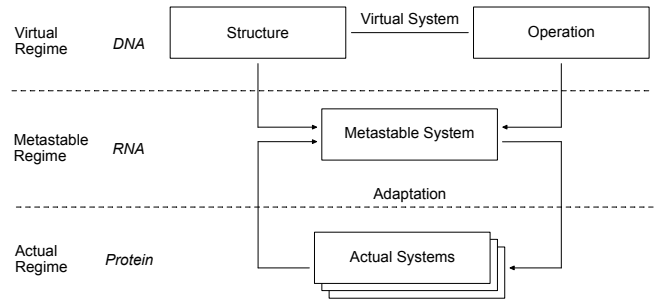 Virtual System
Structure
Operation
Virtual
Regime
DNA
Metastable System
Metastable
Regime
RNA
Adaptation
Actual Systems
Actual
Regime
Protein